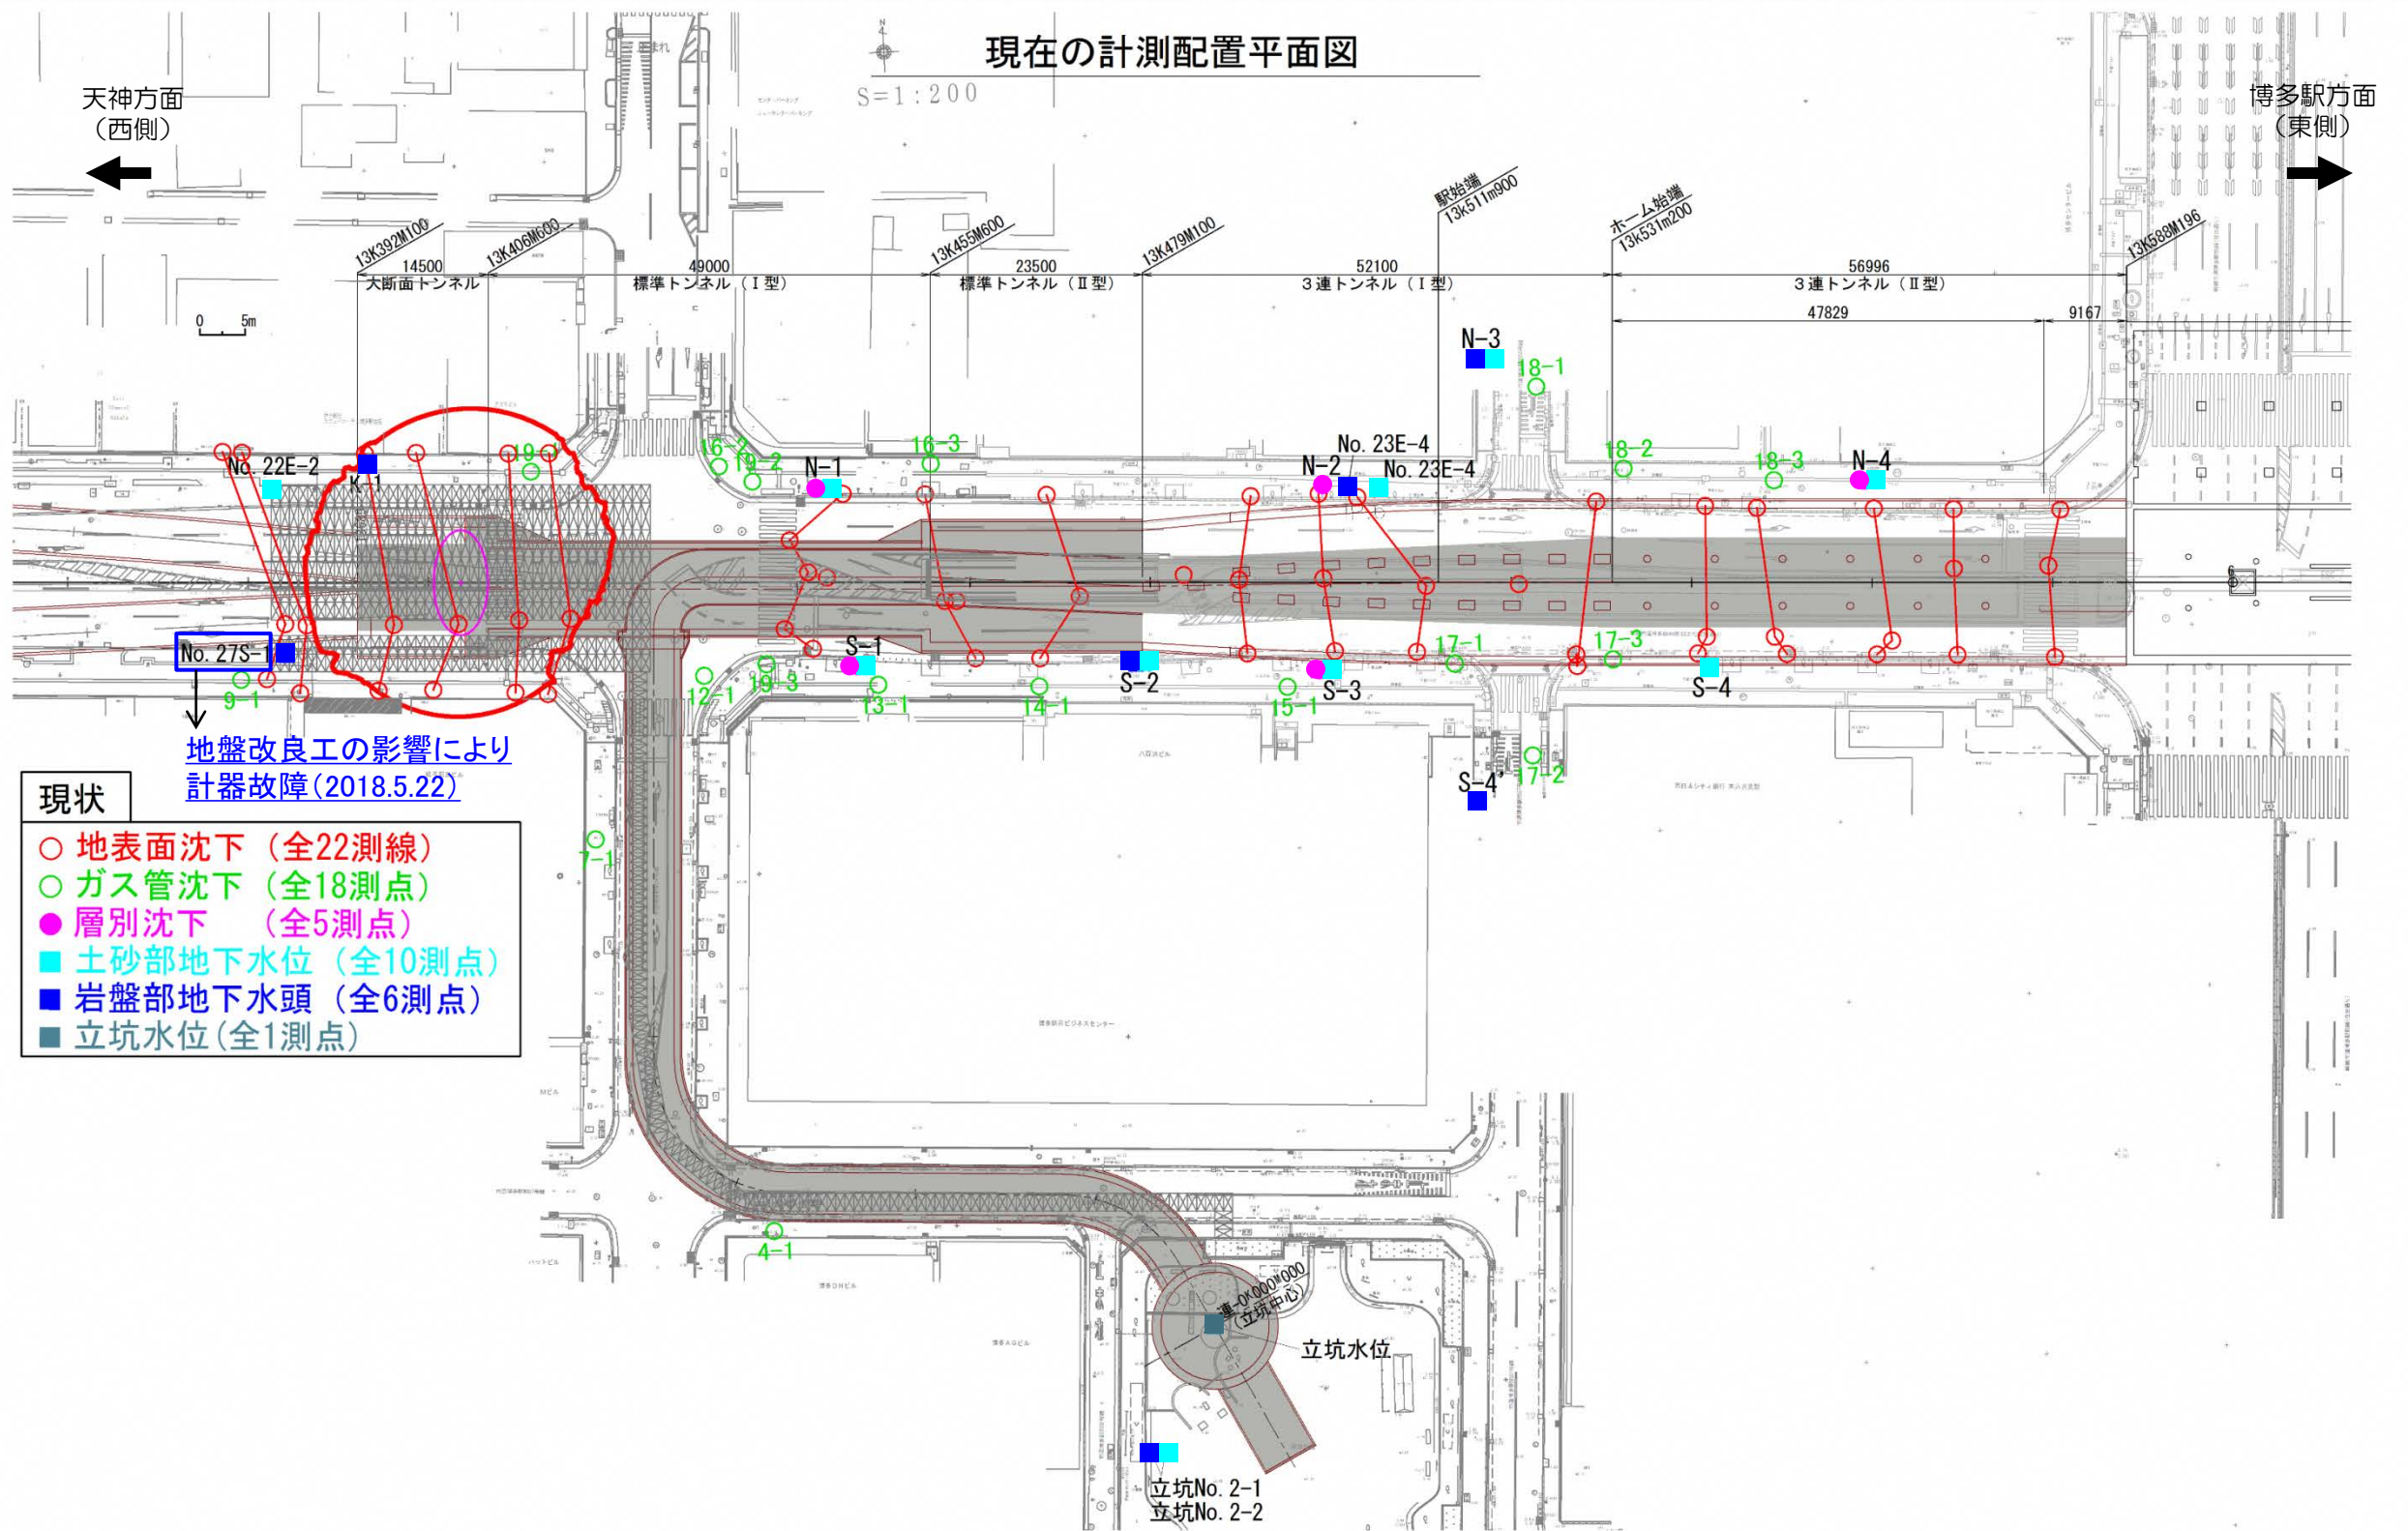 現在の計測配置平面図
S=1:200
N
天神方面
（西側）
博多駅方面
（東側）
駅始端
13k511m900
ホーム始端
13k531m200
13K392M100
13K406M600
13K455M600
13K479M100
13K588M196
14500
49000
23500
52100
56996
大断面トンネル
標準トンネル（Ⅰ型）
標準トンネル（Ⅱ型）
３連トンネル（Ⅰ型）
３連トンネル（Ⅱ型）
47829
9167
0 5m
N-3
18-1
No. 22E-2
K-1
16-2
19-2
N-1
16-3
N-2
No. 23E-4
No. 23E-4
18-2
18-3
N-4
No. 27S-1
9-1
12-1
19-3
S-1
13-1
14-1
S-2
15-1
S-3
17-1
17-3
S-4
17-2
S-4'
7-1
4-1
地盤改良工の影響により
計器故障（2018.5.22）
現状
地表面沈下（全22測線）
ガス管沈下（全18測点）
層別沈下　（全5測点）
土砂部地下水位（全10測点）
岩盤部地下水頭（全6測点）
立坑水位（全1測点）
連-0K000M000
（立坑中心）
立坑水位
立坑No. 2-1
立坑No. 2-2